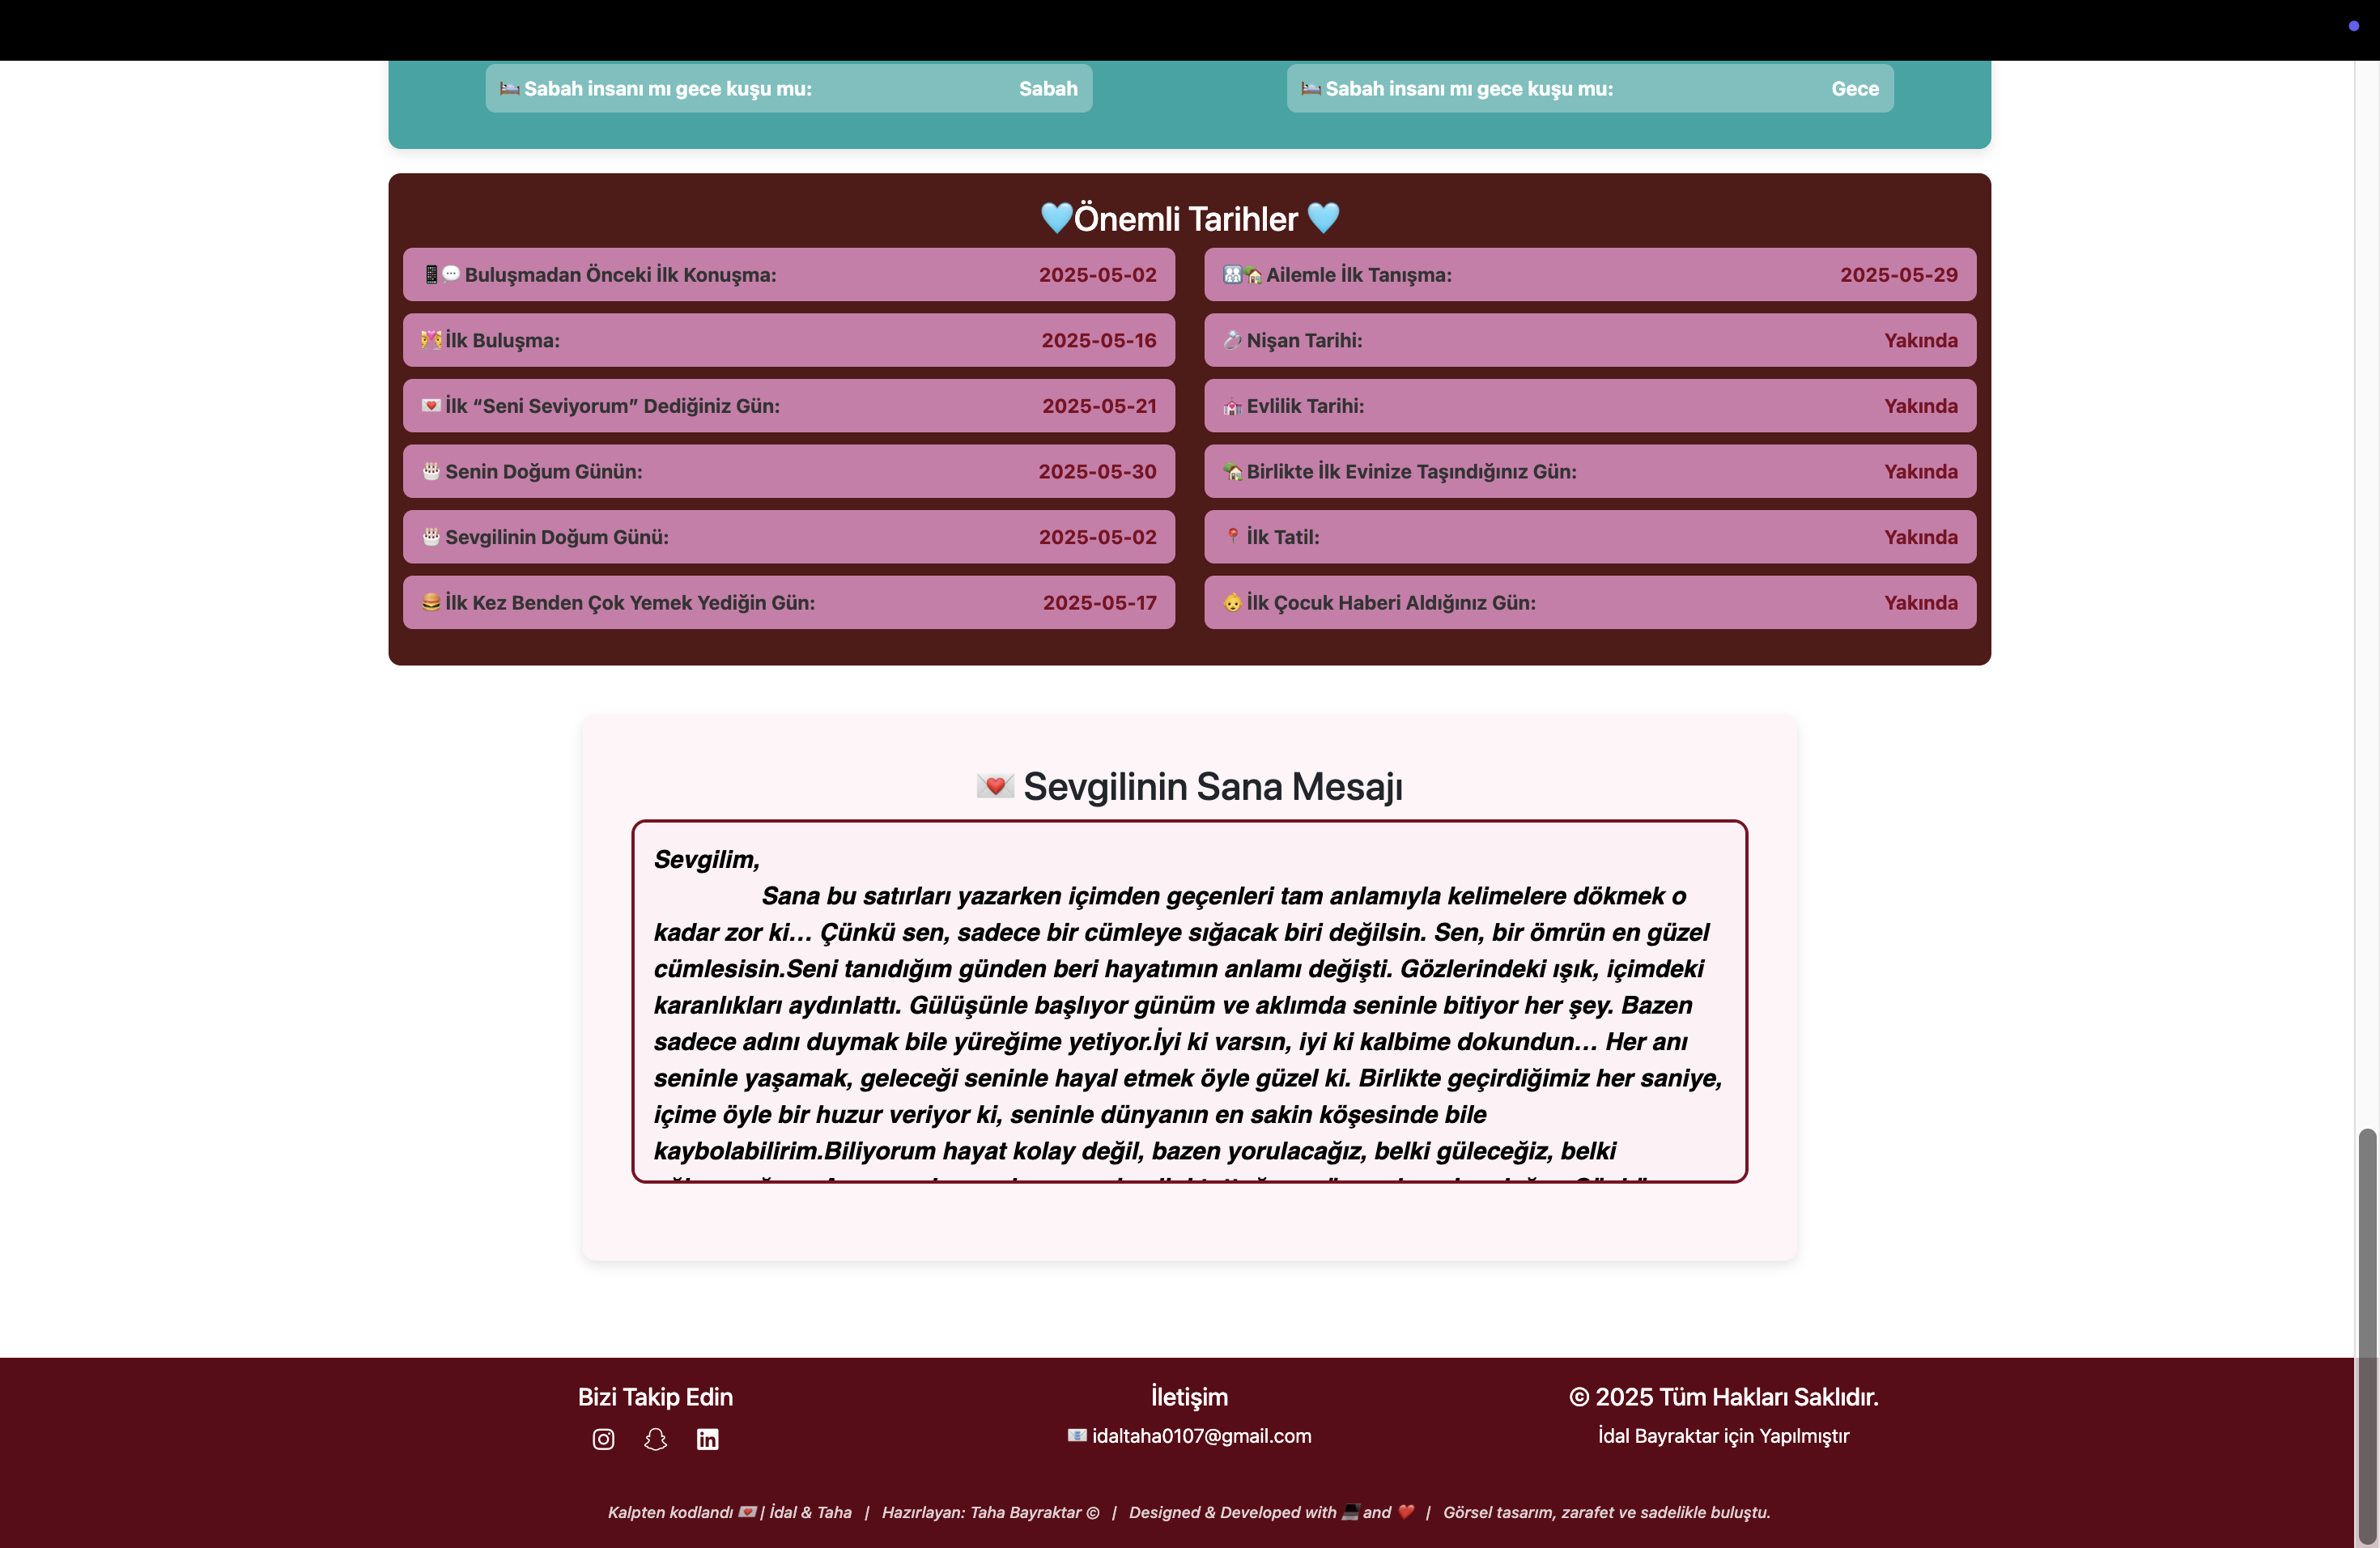 Sabah insanı mı gece kuşu mu: Sabah
Sabah insanı mı gece kuşu mu: Gece
Önemli Tarihler
Buluşmadan Önceki İlk Konuşma: 2025-05-02
İlk Buluşma: 2025-05-16
İlk “Seni Seviyorum” Dediğiniz Gün: 2025-05-21
Senin Doğum Günün: 2025-05-30
Sevgilinin Doğum Günü: 2025-05-02
İlk Kez Benden Çok Yemek Yediğin Gün: 2025-05-17
Ailemle İlk Tanışma: 2025-05-29
Nişan Tarihi: Yakında
Evlilik Tarihi: Yakında
Birlikte İlk Evinize Taşındığınız Gün: Yakında
İlk Tatil: Yakında
İlk Çocuk Haberi Aldığınız Gün: Yakında
Sevgilinin Sana Mesajı
Sevgilim,
Sana bu satırları yazarken içimden geçenleri tam anlamıyla kelimelere dökmek o
kadar zor ki… Çünkü sen, sadece bir cümleye sığacak biri değilsin. Sen, bir ömrün en güzel
cümlesisin.Seni tanıdığım günden beri hayatımın anlamı değişti. Gözlerindeki ışık, içimdeki
karanlıkları aydınlattı. Gülüşünle başlıyor günüm ve aklımda seninle bitiyor her şey. Bazen
sadece adını duymak bile yüreğime yetiyor.İyi ki varsın, iyi ki kalbime dokundun… Her anı
seninle yaşamak, geleceği seninle hayal etmek öyle güzel ki. Birlikte geçirdiğimiz her saniye,
içime öyle bir huzur veriyor ki, seninle dünyanın en sakin köşesinde bile
kaybolabilirim.Biliyorum hayat kolay değil, bazen yorulacağız, belki güleceğiz, belki
Bizi Takip Edin
İletişim
idaltaha0107@gmail.com
© 2025 Tüm Hakları Saklıdır.
İdal Bayraktar için Yapılmıştır
Kalpten kodlandı | İdal & Taha | Hazırlayan: Taha Bayraktar © | Designed & Developed with and | Görsel tasarım, zarafet ve sadelikle buluştu.